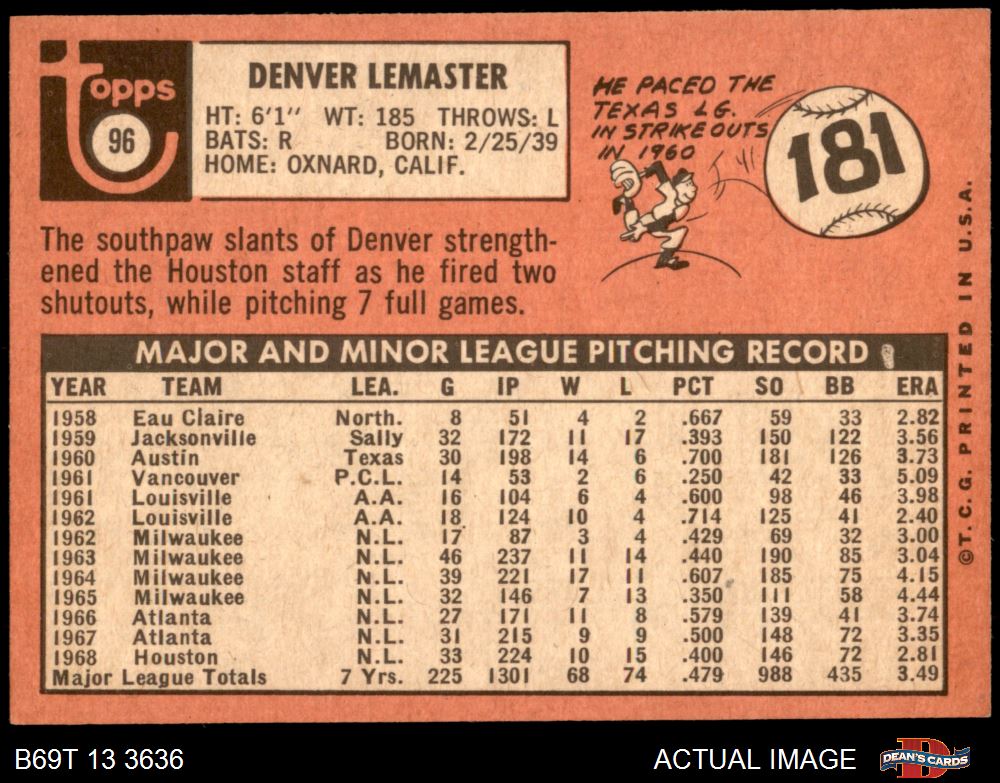 Topps
96
DENVER LEMASTER
HT: 6'1" WT: 185 THROWS: L
BATS: R BORN: 2/25/39
HOME: OXNARD, CALIF.
HE PACED THE
TEXAS LG.
IN STRIKEOUTS
IN 1960
181
The southpaw slants of Denver strength-
ened the Houston staff as he fired two
shutouts, while pitching 7 full games.
MAJOR AND MINOR LEAGUE PITCHING RECORD
YEAR TEAM LEA. G IP W L PCT SO BB ERA
1958 Eau Claire North. 8 51 4 2 .667 59 33 2.82
1959 Jacksonville Sally 32 172 11 17 .393 150 122 3.56
1960 Austin Texas 30 198 14 6 .700 181 126 3.73
1961 Vancouver P.C.L. 14 53 2 6 .250 42 33 5.09
1961 Louisville A.A. 16 104 6 4 .600 98 46 3.98
1962 Louisville A.A. 18 124 10 4 .714 125 41 2.40
1962 Milwaukee N.L. 17 87 3 4 .429 69 32 3.00
1963 Milwaukee N.L. 46 237 11 14 .440 190 85 3.04
1964 Milwaukee N.L. 39 221 17 11 .607 185 75 4.15
1965 Milwaukee N.L. 32 146 7 13 .350 111 58 4.44
1966 Atlanta N.L. 27 171 11 8 .579 139 41 3.74
1967 Atlanta N.L. 31 215 9 9 .500 148 72 3.35
1968 Houston N.L. 33 224 10 15 .400 146 72 2.81
Major League Totals 7 Yrs. 225 1301 68 74 .479 988 435 3.49
©T.C.G. PRINTED IN U.S.A.
B69T 13 3636
ACTUAL IMAGE
DEAN'S CARDS